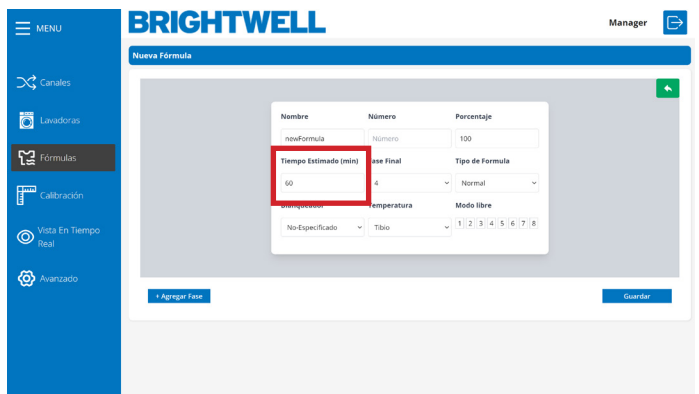 MENU
BRIGHTWELL
Manager
Nueva Fórmula
Canales
Lavadoras
Fórmulas
Calibración
Vista En Tiempo
Real
Avanzado
Nombre Número Porcentaje
newFormula Número 100
Tiempo Estimado (min) ase Final Tipo de Formula
60 4 Normal
Blanqueador Temperatura Modo libre
No-Especificado Tibio 1 2 3 4 5 6 7 8
+ Agregar Fase Guardar